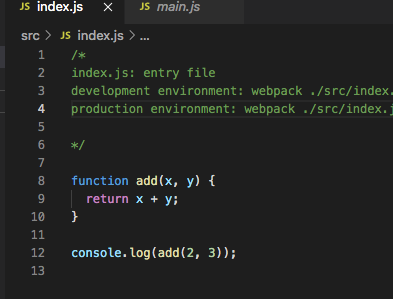 JS index.js × JS main.js
src > JS index.js > ...
1 /*
2 index.js: entry file
3 development environment: webpack ./src/index.
4 production environment: webpack ./src/index.j
5
6 */
7
8 function add(x, y) {
9 return x + y;
10 }
11
12 console.log(add(2, 3));
13